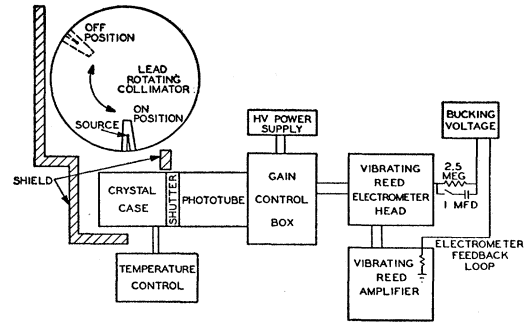 OFF
POSITION
LEAD
ROTATING
COLLIMATOR
ON
POSITION
SOURCE
SHIELD
CRYSTAL
CASE
SHUTTER
PHOTOTUBE
TEMPERATURE
CONTROL
HV POWER
SUPPLY
GAIN
CONTROL
BOX
VIBRATING
REED
ELECTROMETER
HEAD
BUCKING
VOLTAGE
2.5
MEG
1 MFD
ELECTROMETER
FEEDBACK
LOOP
VIBRATING
REED
AMPLIFIER